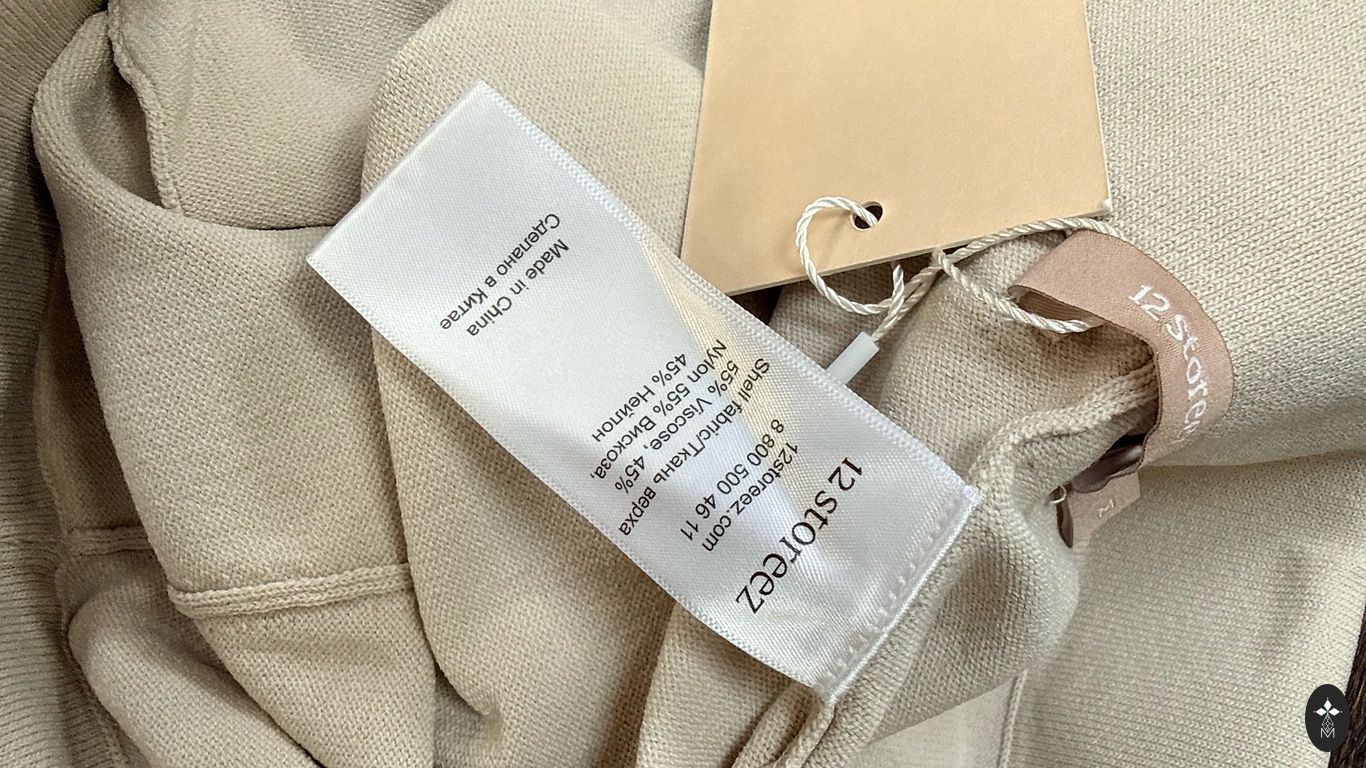 12 storeez
12storeez.com
8 800 500 46 11
Shell fabric/Ткань верха
55% Viscose, 45%
Nylon 55% Вискоза,
45% Нейлон
Made in China
Сделано в Китае
12 Storee
M